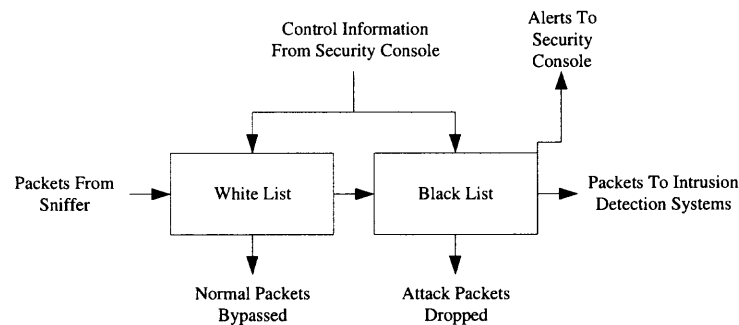 Control Information
From Security Console
Alerts To
Security
Console
Packets From
Sniffer
White List
Black List
Packets To Intrusion
Detection Systems
Normal Packets
Bypassed
Attack Packets
Dropped